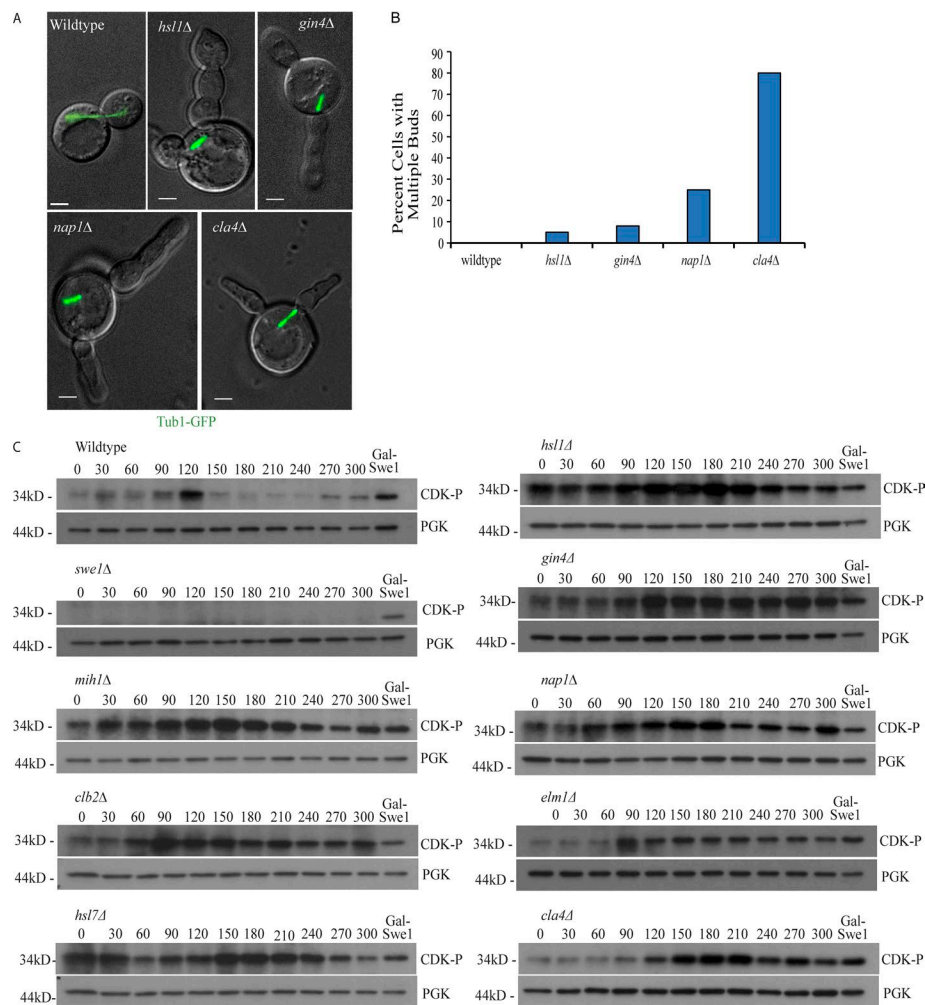 A
Wildtype
hsl1Δ
gin4Δ
nap1Δ
cla4Δ
Tub1-GFP
B
Percent Cells with
Multiple Buds
90
80
70
60
50
40
30
20
10
0
wildtype
hsl1Δ
gin4Δ
nap1Δ
cla4Δ
C
Wildtype
0 30 60 90 120 150 180 210 240 270 300 Gal-
Swe1
34kD - CDK-P
44kD - PGK
swe1Δ
0 30 60 90 120 150 180 210 240 270 300 Gal-
Swe1
34kD - CDK-P
44kD - PGK
mih1Δ
0 30 60 90 120 150 180 210 240 270 300 Gal-
Swe1
34kD - CDK-P
44kD - PGK
clb2Δ
0 30 60 90 120 150 180 210 240 270 300 Gal-
Swe1
34kD - CDK-P
44kD - PGK
hsl7Δ
0 30 60 90 120 150 180 210 240 270 300 Gal-
Swe1
34kD - CDK-P
44kD- PGK
hsl1Δ
0 30 60 90 120 150 180 210 240 270 300 Gal-
Swe1
34kD - CDK-P
44kD - PGK
gin4Δ
0 30 60 90 120 150 180 210 240 270 300 Gal-
Swe1
34kD- CDK-P
44kD - PGK
nap1Δ
0 30 60 90 120 150 180 210 240 270 300 Gal-
Swe1
34kD - CDK-P
44kD - PGK
elm1Δ
0 30 60 90 120 150 180 210 240 270 300 Gal-
Swe1
34kD - CDK-P
44kD - PGK
cla4Δ
0 30 60 90 120 150 180 210 240 270 300 Gal-
Swe1
34kD - CDK-P
44kD - PGK